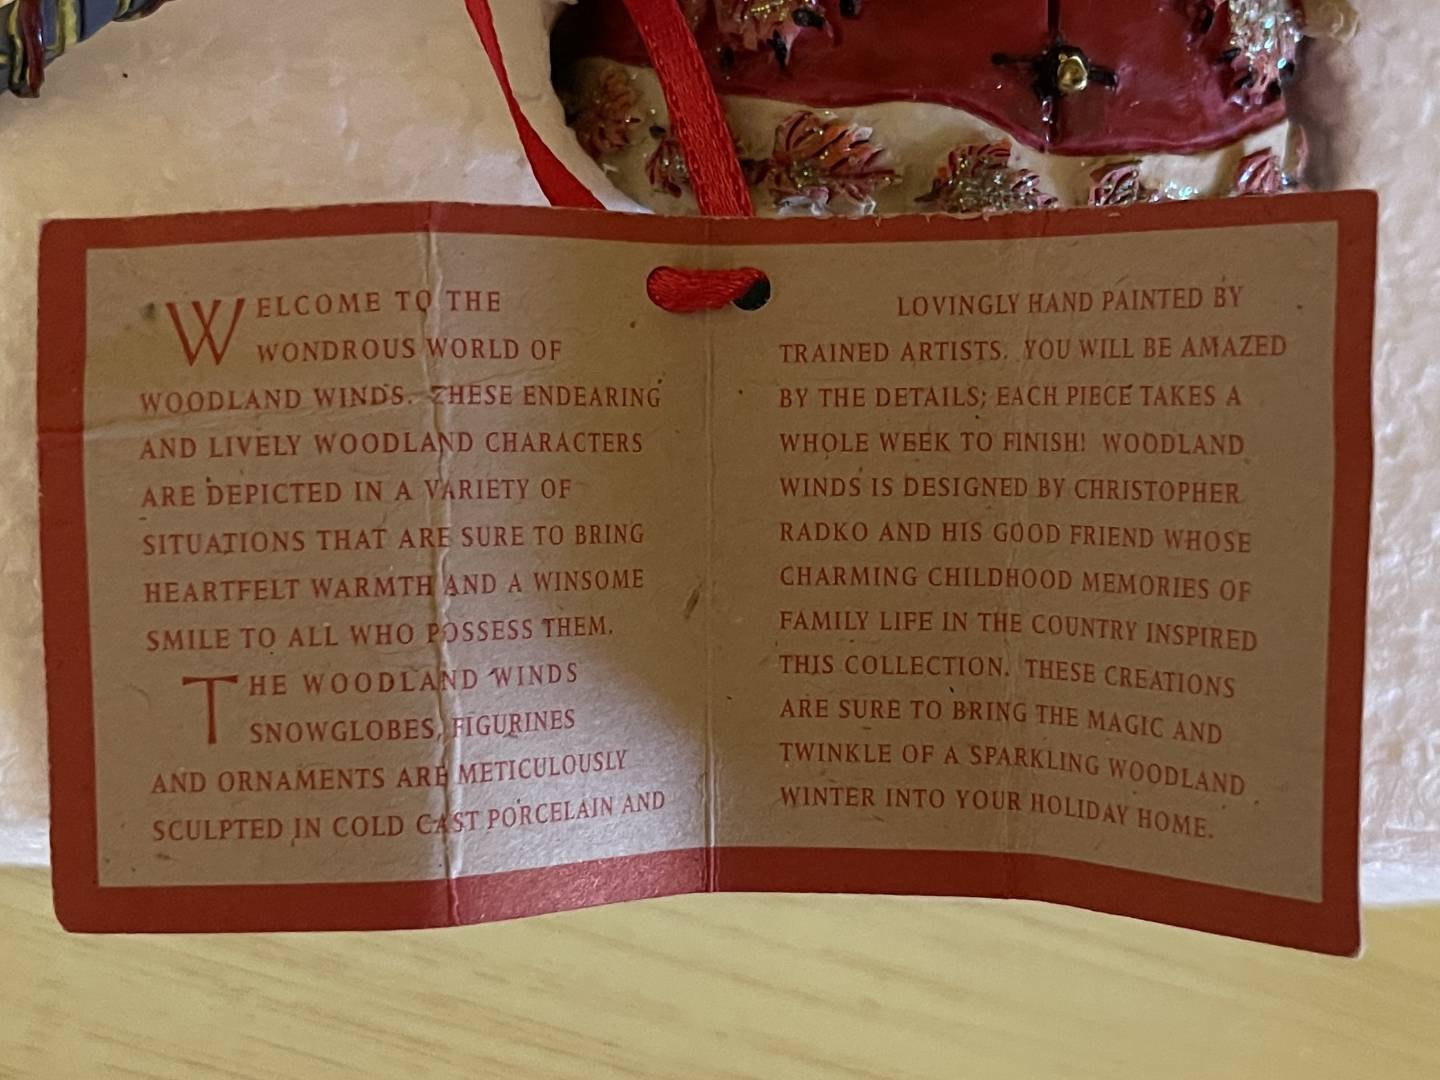 WELCOME TO THE
WONDROUS WORLD OF
WOODLAND WINDS. THESE ENDEARING
AND LIVELY WOODLAND CHARACTERS
ARE DEPICTED IN A VARIETY OF
SITUATIONS THAT ARE SURE TO BRING
HEARTFELT WARMTH AND A WINSOME
SMILE TO ALL WHO POSSESS THEM.
THE WOODLAND WINDS
SNOWGLOBES, FIGURINES
AND ORNAMENTS ARE METICULOUSLY
SCULPTED IN COLD CAST PORCELAIN AND
LOVINGLY HAND PAINTED BY
TRAINED ARTISTS. YOU WILL BE AMAZED
BY THE DETAILS; EACH PIECE TAKES A
WHOLE WEEK TO FINISH! WOODLAND
WINDS IS DESIGNED BY CHRISTOPHER
RADKO AND HIS GOOD FRIEND WHOSE
CHARMING CHILDHOOD MEMORIES OF
FAMILY LIFE IN THE COUNTRY INSPIRED
THIS COLLECTION. THESE CREATIONS
ARE SURE TO BRING THE MAGIC AND
TWINKLE OF A SPARKLING WOODLAND
WINTER INTO YOUR HOLIDAY HOME.